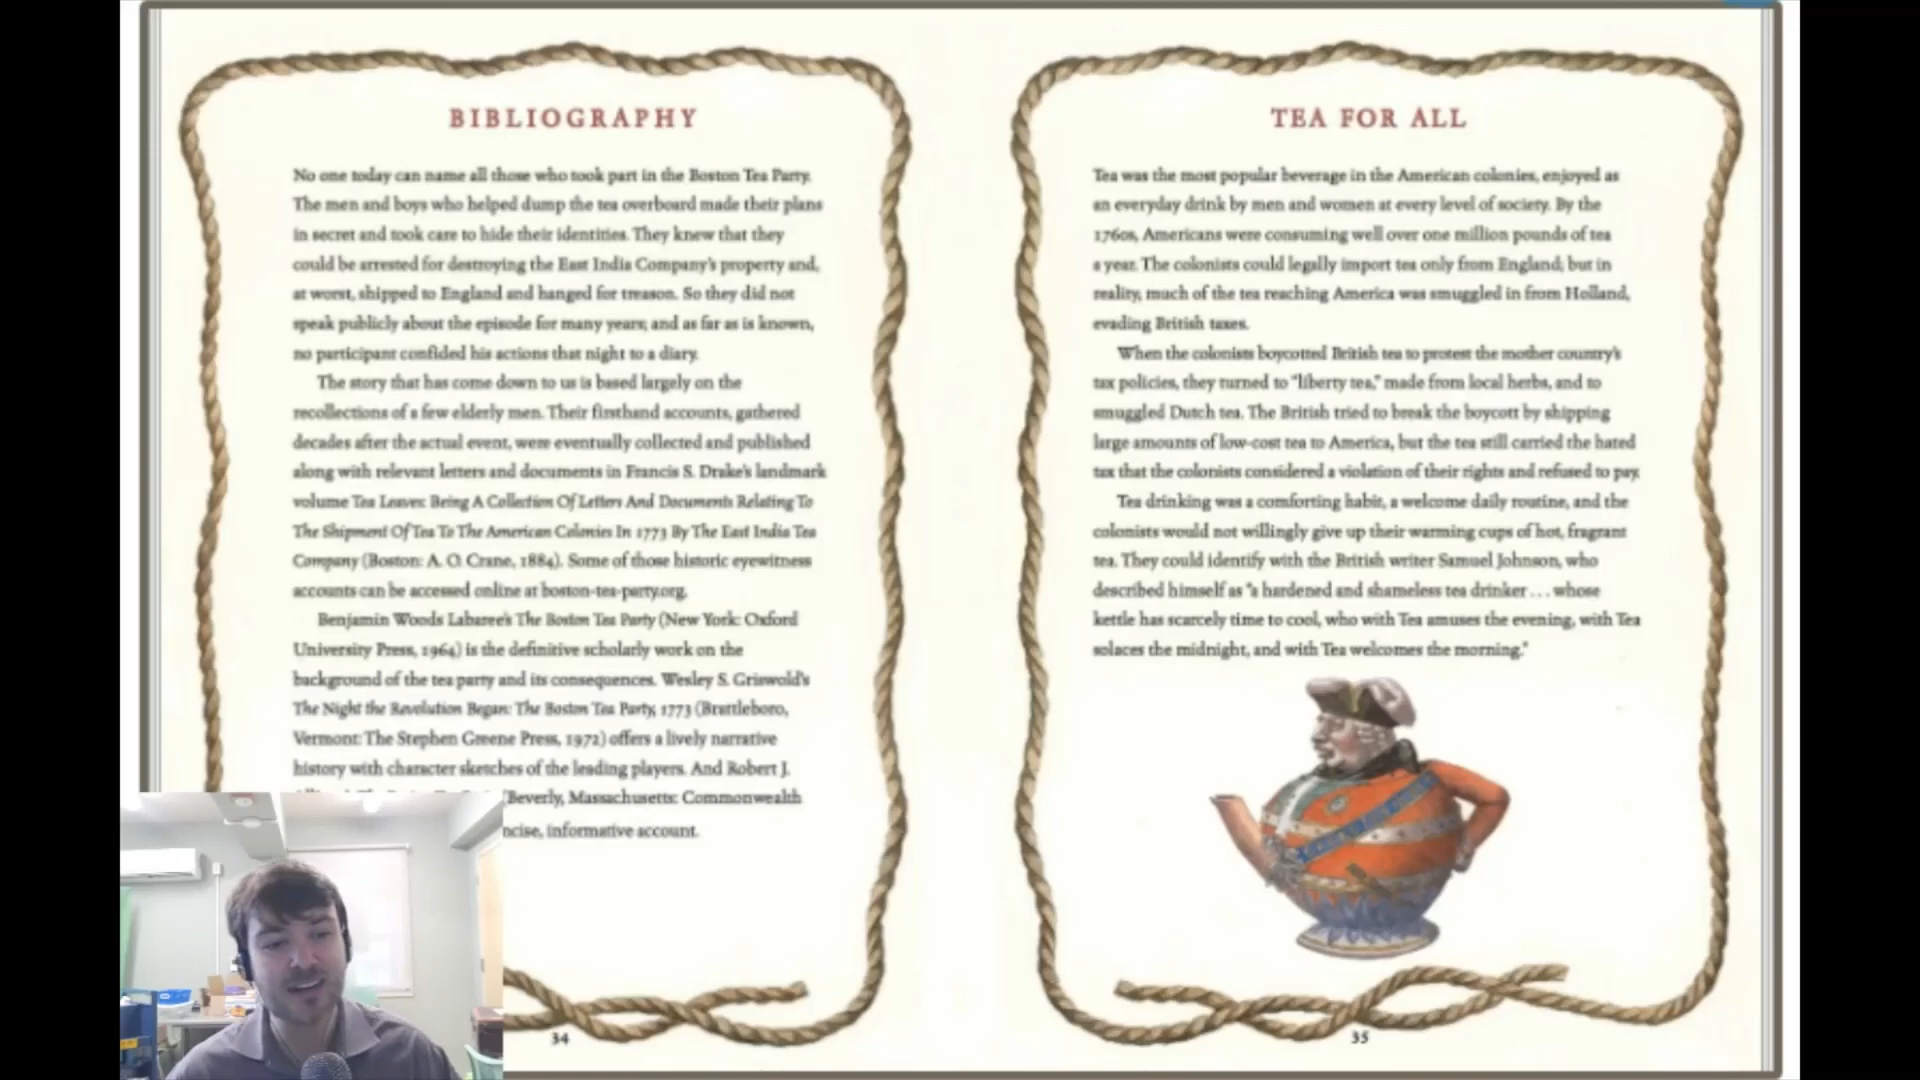 BIBLIOGRAPHY
No one today can name all those who took part in the Boston Tea Party.
The men and boys who helped dump the tea overboard made their plans
in secret and took care to hide their identities. They knew that they
could be arrested for destroying the East India Company's property and,
at worst, shipped to England and hanged for treason. So they did not
speak publicly about the episode for many years; and as far as is known,
no participant confided his actions that night to a diary.
The story that has come down to us is based largely on the
recollections of a few elderly men. Their firsthand accounts, gathered
decades after the actual event, were eventually collected and published
along with relevant letters and documents in Francis S. Drake's landmark
volume Tea Leaves: Being A Collection Of Letters And Documents Relating To
The Shipment Of Tea To The American Colonies In 1773 By The East India Tea
Company (Boston: A. O. Crane, 1884). Some of those historic eyewitness
accounts can be accessed online at boston-tea-party.org.
Benjamin Woods Labaree's The Boston Tea Party (New York: Oxford
University Press, 1964) is the definitive scholarly work on the
background of the tea party and its consequences. Wesley S. Griswold's
The Night the Revolution Began: The Boston Tea Party, 1773 (Brattleboro,
Vermont: The Stephen Greene Press, 1972) offers a lively narrative
history with character sketches of the leading players. And Robert J.
(Beverly, Massachusetts: Commonwealth
informative account.
34
TEA FOR ALL
Tea was the most popular beverage in the American colonies, enjoyed as
an everyday drink by men and women at every level of society. By the
1760s, Americans were consuming well over one million pounds of tea
a year. The colonists could legally import tea only from England; but in
reality, much of the tea reaching America was smuggled in from Holland,
evading British taxes.
When the colonists boycotted British tea to protest the mother country's
tax policies, they turned to "liberty tea," made from local herbs, and to
smuggled Dutch tea. The British tried to break the boycott by shipping
large amounts of low-cost tea to America, but the tea still carried the hated
tax that the colonists considered a violation of their rights and refused to pay.
Tea drinking was a comforting habit, a welcome daily routine, and the
colonists would not willingly give up their warming cups of hot, fragrant
tea. They could identify with the British writer Samuel Johnson, who
described himself as "a hardened and shameless tea drinker . . . whose
kettle has scarcely time to cool, who with Tea amuses the evening, with Tea
solaces the midnight, and with Tea welcomes the morning."
35